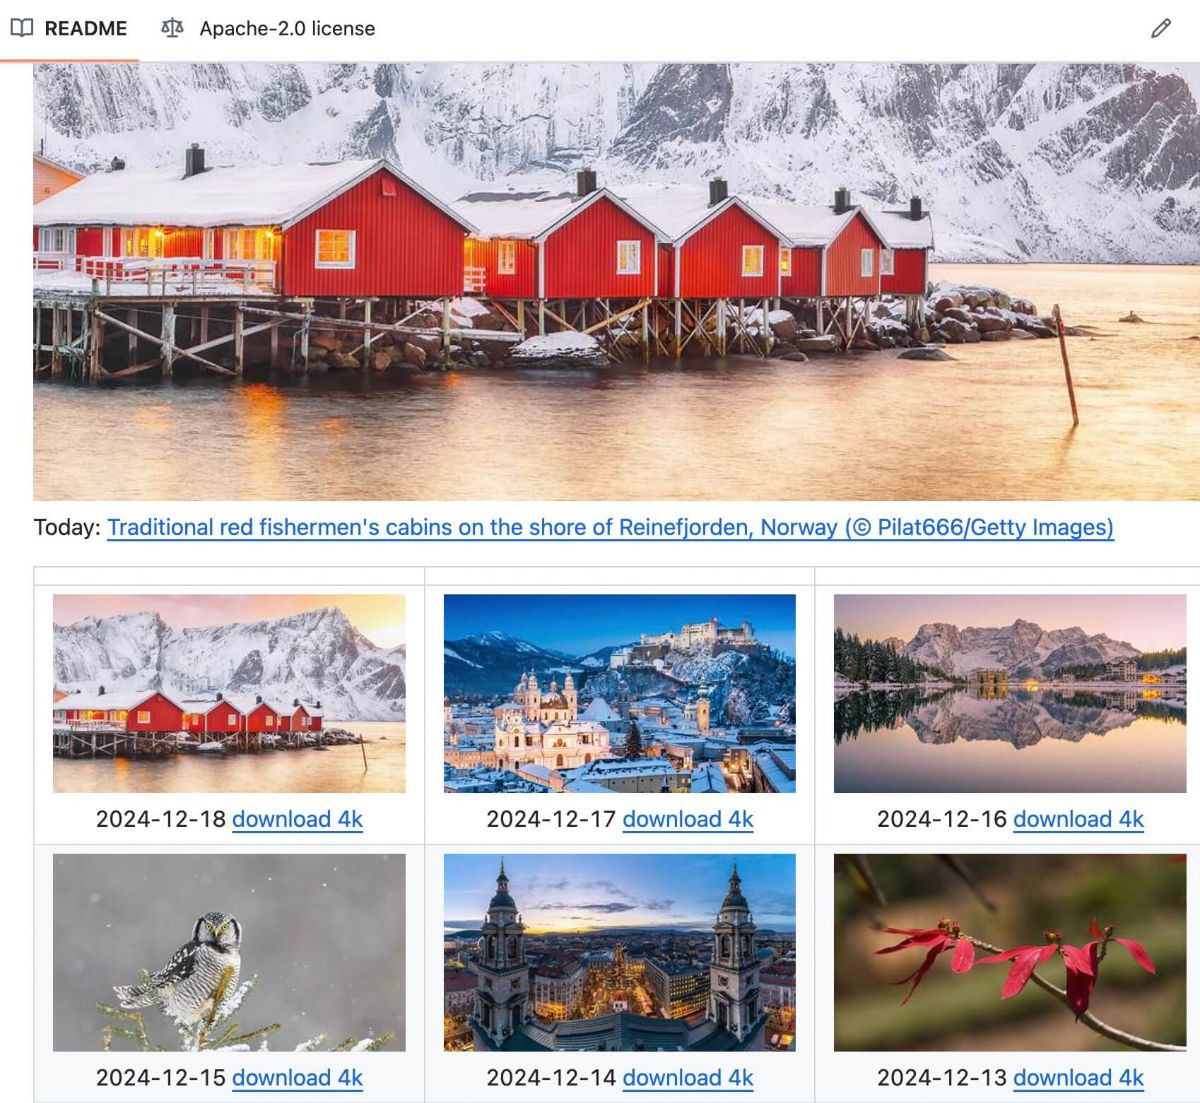 README
Apache-2.0 license
Today: Traditional red fishermen's cabins on the shore of Reinefjorden, Norway (© Pilat666/Getty Images)
2024-12-18 download 4k
2024-12-17 download 4k
2024-12-16 download 4k
2024-12-15 download 4k
2024-12-14 download 4k
2024-12-13 download 4k